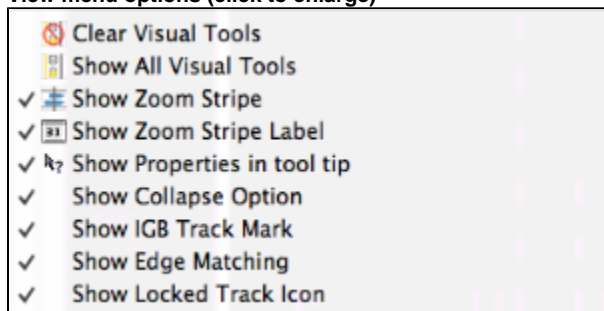 View menu options (click to enlarge)
Clear Visual Tools
Show All Visual Tools
✓ Show Zoom Stripe
✓ Show Zoom Stripe Label
✓ Show Properties in tool tip
✓ Show Collapse Option
✓ Show IGB Track Mark
✓ Show Edge Matching
✓ Show Locked Track Icon